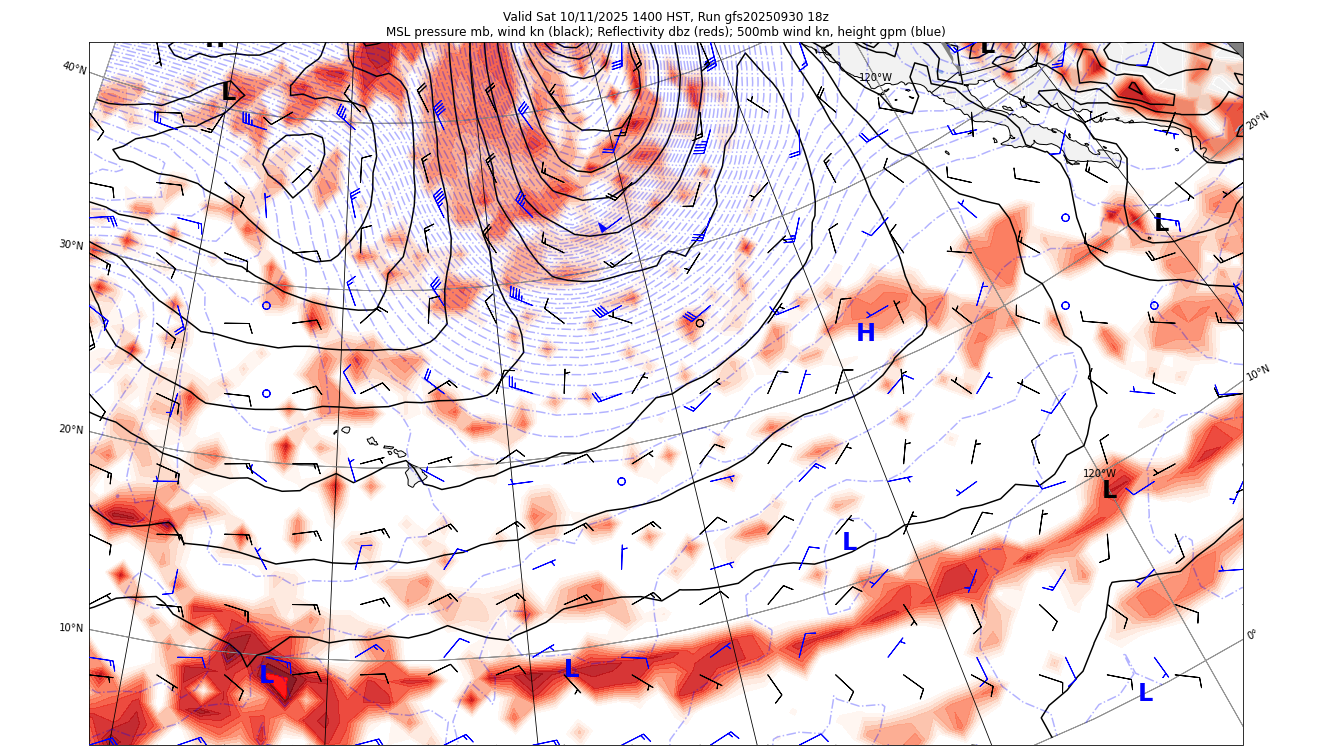 Valid Sat 10/11/2025 1400 HST, Run gfs20250930 18z
MSL pressure mb, wind kn (black); Reflectivity dbz (reds); 500mb wind kn, height gpm (blue)
H
L
40°N
L
120°W
20°N
L
30°N
H
10°N
20°N
120°W
L
L
10°N
0°
L
L
L